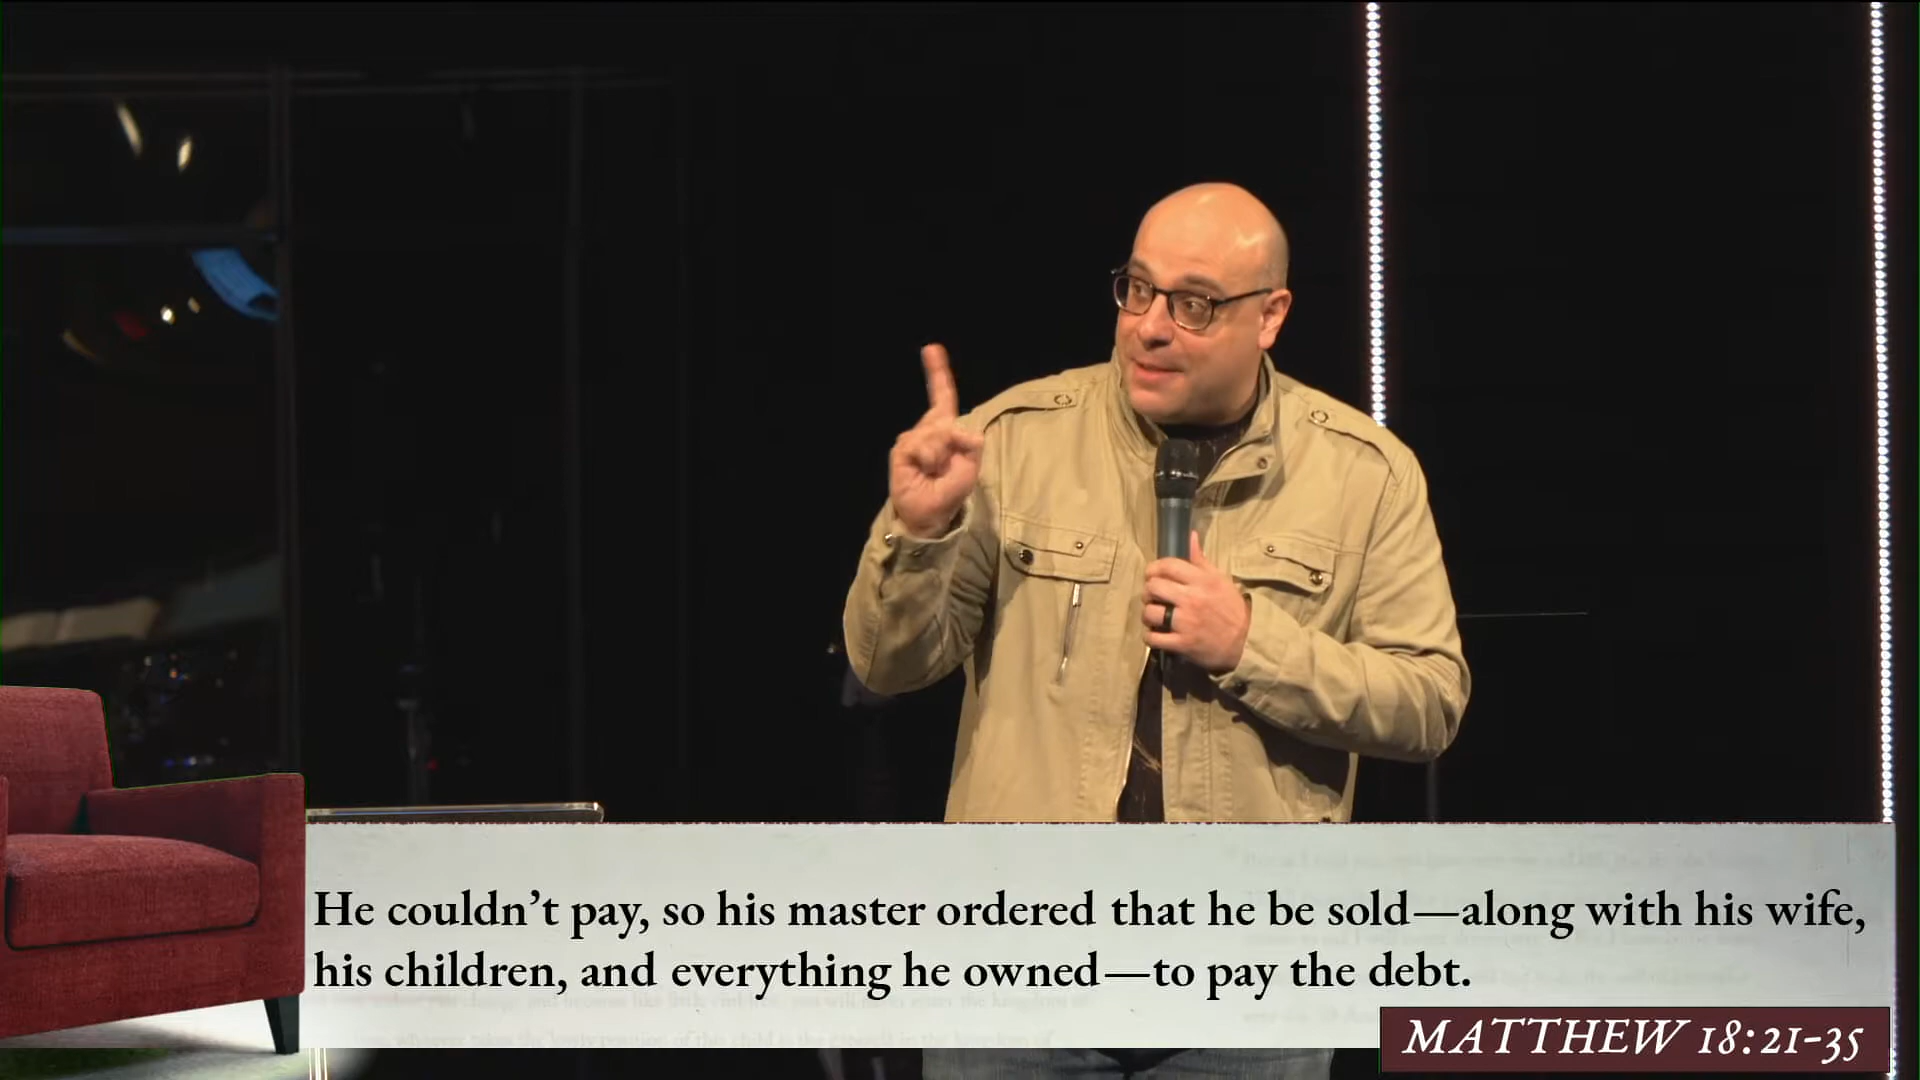 He couldn’t pay, so his master ordered that he be sold—along with his wife,
his children, and everything he owned—to pay the debt.
MATTHEW 18:21-35